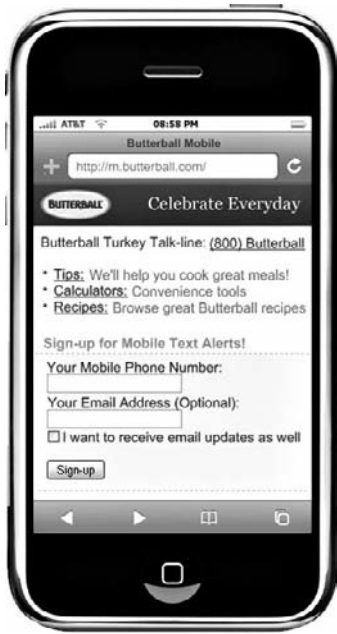 AT&T 08:58 PM
Butterball Mobile
http://m.butterball.com/
BUTTERBALL Celebrate Everyday
Butterball Turkey Talk-line: (800) Butterball
• Tips: We'll help you cook great meals!
• Calculators: Convenience tools
• Recipes: Browse great Butterball recipes
Sign-up for Mobile Text Alerts!
Your Mobile Phone Number:
Your Email Address (Optional):
I want to receive email updates as well
Sign-up